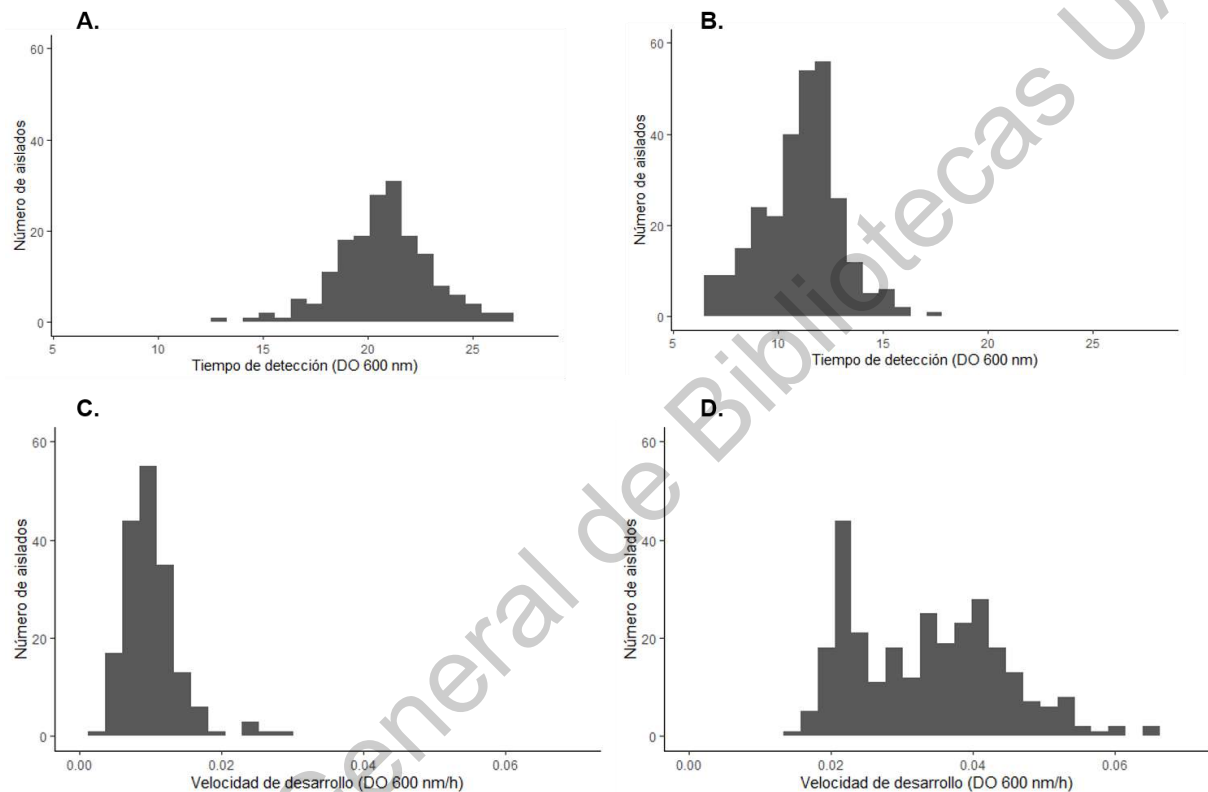 A.
60
40
20
0
Número de aislados
5 10 15 20 25
Tiempo de detección (DO 600 nm)
B.
60
40
20
0
Número de aislados
5 10 15 20 25
Tiempo de detección (DO 600 nm)
C.
60
40
20
0
Número de aislados
0.00 0.02 0.04 0.06
Velocidad de desarrollo (DO 600 nm/h)
D.
60
40
20
0
Número de aislados
0.00 0.02 0.04 0.06
Velocidad de desarrollo (DO 600 nm/h)
General de Bibliotecas